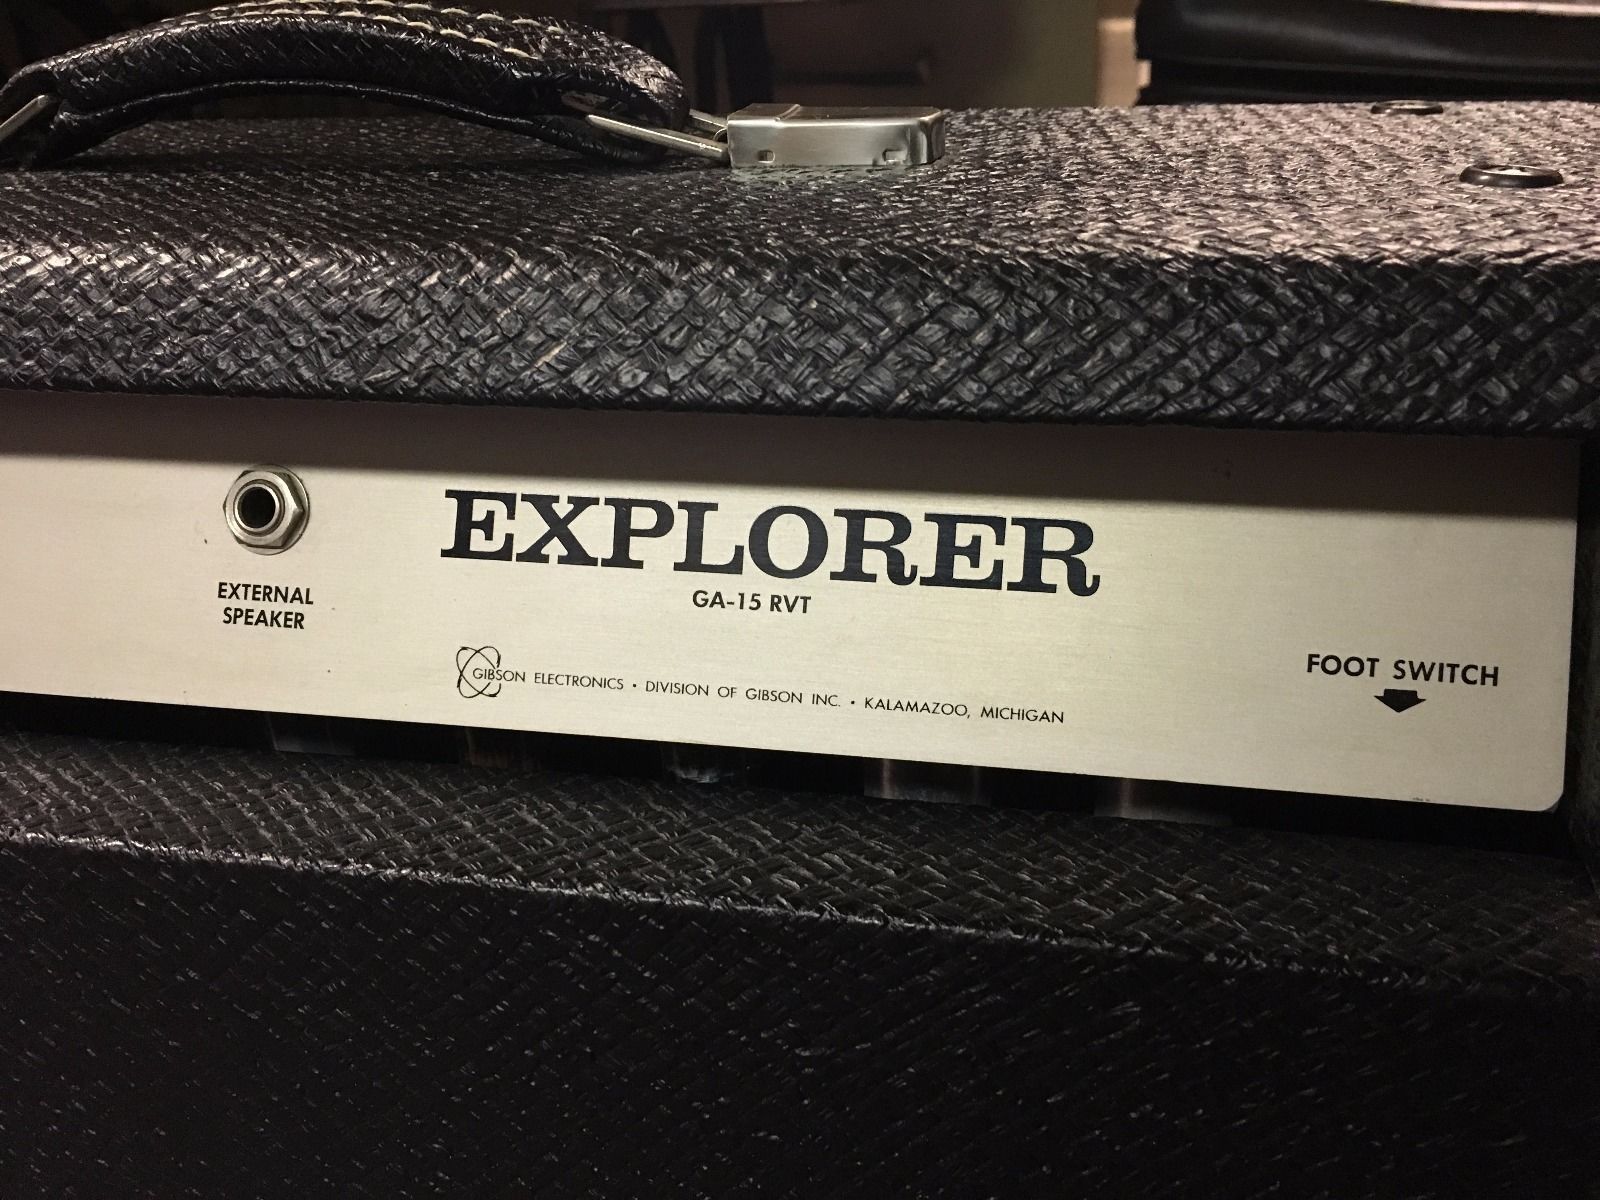 EXTERNAL
SPEAKER
EXPLORER
GA-15 RVT
GIBSON ELECTRONICS • DIVISION OF GIBSON INC. • KALAMAZOO, MICHIGAN
FOOT SWITCH